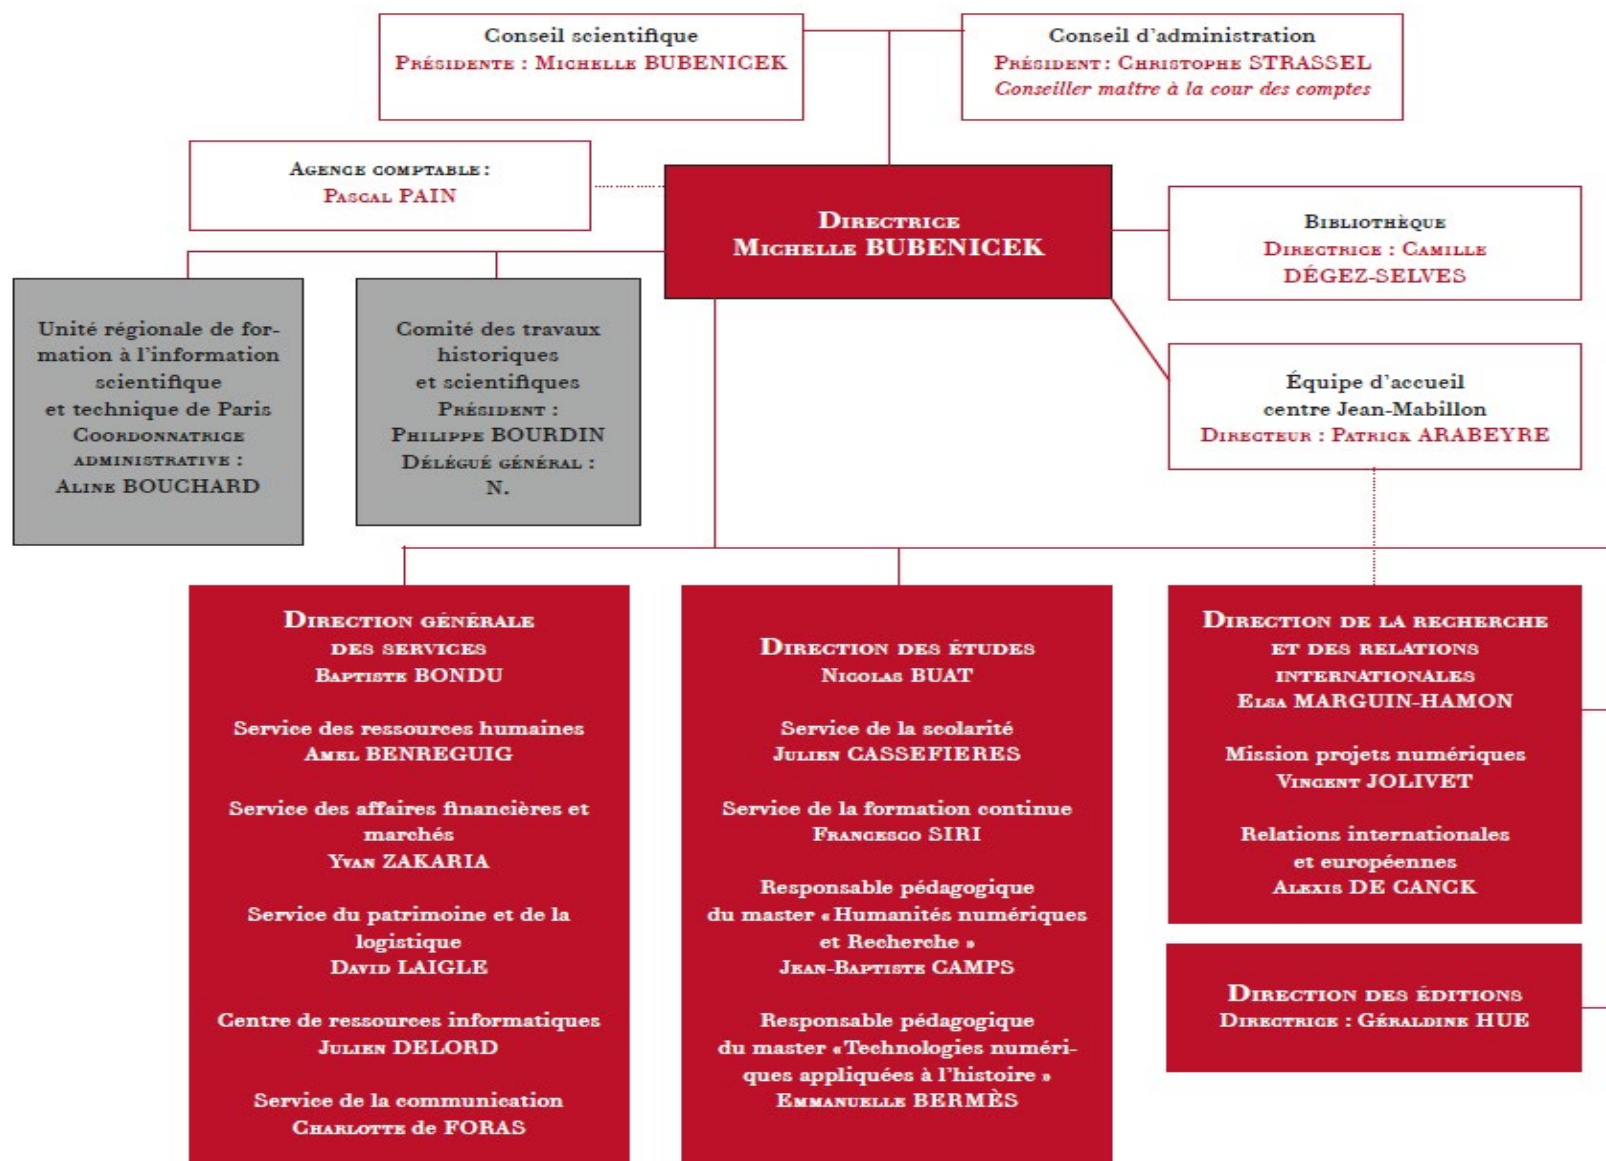 Conseil scientifique
Présidente : Michelle BUBENICEK
Conseil d'administration
Président : Christophe STRASSEL
Conseiller maître à la cour des comptes
Agence comptable :
Pascal PAIN
Directrice
Michelle BUBENICEK
Bibliothèque
Directrice : Camille
DÉGEZ-SELVES
Unité régionale de for-
mation à l'information
scientifique
et technique de Paris
Coordonnatrice
administrative :
Aline BOUCHARD
Comité des travaux
historiques
et scientifiques
Président :
Philippe BOURDIN
Délégué général :
N.
Équipe d'accueil
centre Jean-Mabillon
Directeur : Patrick ARABEYRE
Direction générale
des services
Baptiste BONDU
Service des ressources humaines
Amel BENREGUIG
Service des affaires financières et
marchés
Yvan ZAKARIA
Service du patrimoine et de la
logistique
David LAIGLE
Centre de ressources informatiques
Julien DELORD
Service de la communication
Charlotte de FORAS
Direction des études
Nicolas BUAT
Service de la scolarité
Julien CASSEFIERES
Service de la formation continue
Francesco SIRI
Responsable pédagogique
du master « Humanités numériques
et Recherche »
Jean-Baptiste CAMPS
Responsable pédagogique
du master « Technologies numéri-
ques appliquées à l'histoire »
Emmanuelle BERMÈS
Direction de la recherche
et des relations
internationales
Elsa MARGUIN-HAMON
Mission projets numériques
Vincent JOLIVET
Relations internationales
et européennes
Alexis DE CANCK
Direction des éditions
Directrice : Géraldine HUE